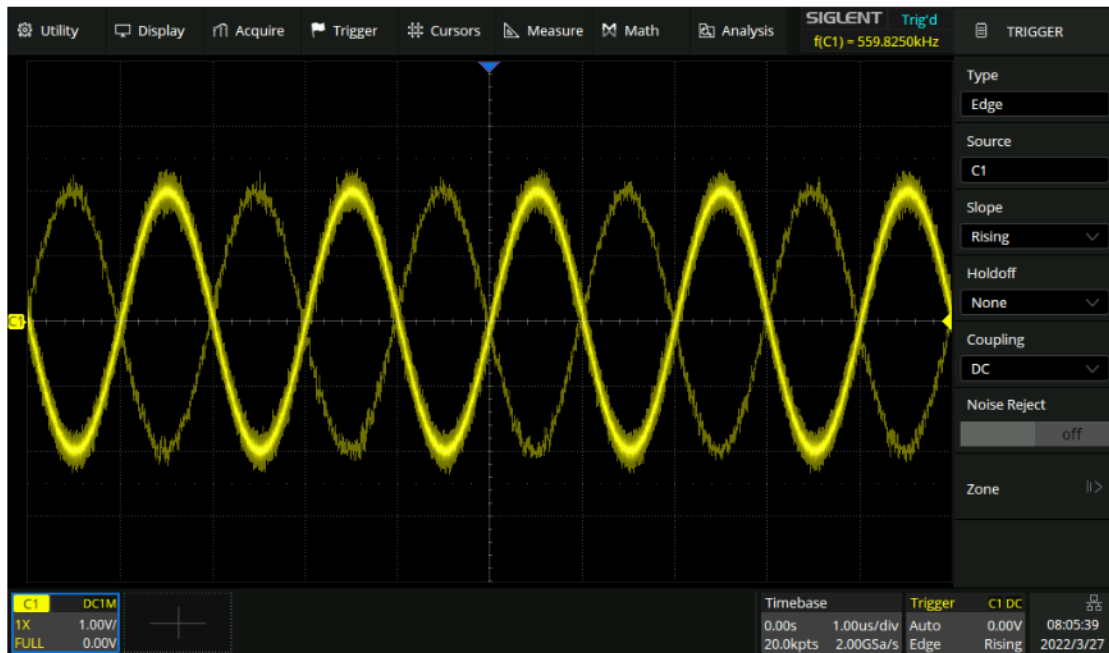 Utility Display Acquire Trigger Cursors Measure Math Analysis
SIGLENT Trig'd
f(C1) = 559.8250kHz
TRIGGER
Type
Edge
Source
C1
Slope
Rising
Holdoff
None
Coupling
DC
Noise Reject
off
Zone
C1
C1 DC1M
1X 1.00V/
FULL 0.00V
Timebase
0.00s 1.00us/div
20.0kpts 2.00GSa/s
Trigger C1 DC
Auto 0.00V
Edge Rising
08:05:39
2022/3/27